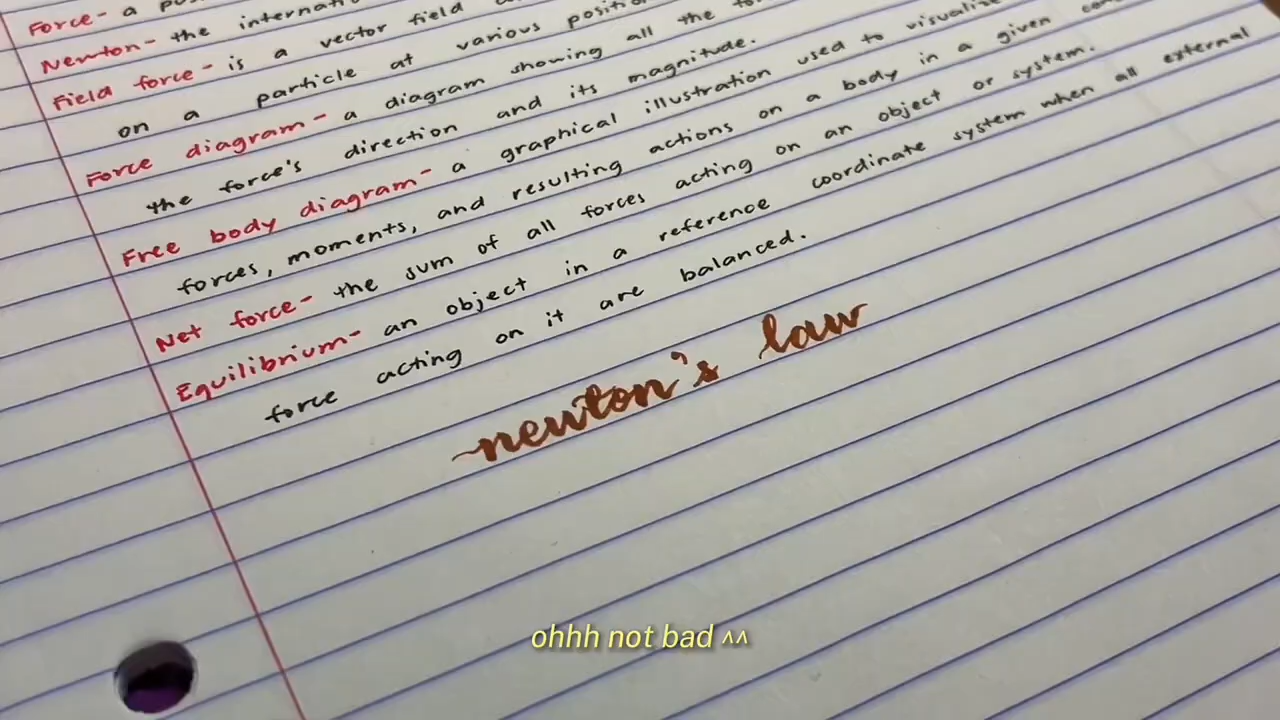 Force- a
Newton- the
Field force- is a vector field
on a particle at various
Force diagram- a diagram showing all the
the force's direction and its magnitude.
Free body diagram- a graphical illustration used to
forces, moments, and resulting actions on a body in a given
Net force- the sum of all forces acting on an object or system.
Equilibrium- an object in a reference coordinate system when all external
force acting on it are balanced.
newton's law
ohhh not bad ^^